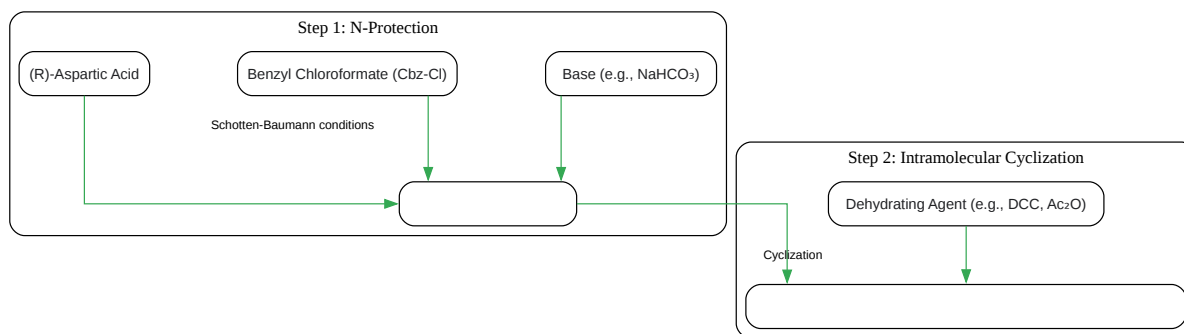 Step 1: N-Protection
(R)-Aspartic Acid
Benzyl Chloroformate (Cbz-Cl)
Base (e.g., NaHCO₃)
Schotten-Baumann conditions
Step 2: Intramolecular Cyclization
Dehydrating Agent (e.g., DCC, Ac₂O)
Cyclization